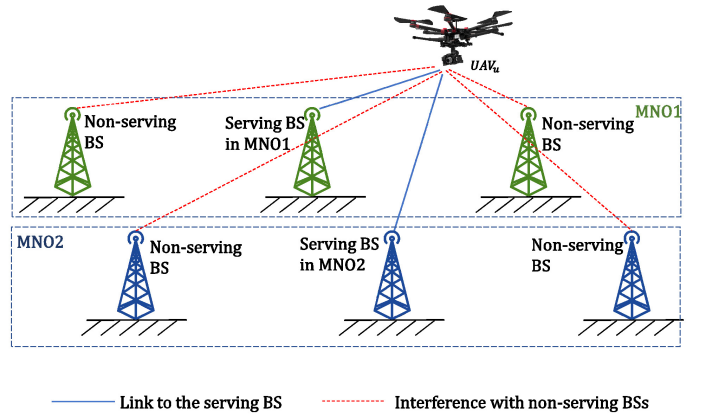 UAVu
MNO1
Non-serving
BS
Serving BS
in MNO1
Non-serving
BS
MNO2
Non-serving
BS
Serving BS
in MNO2
Non-serving
BS
Link to the serving BS
Interference with non-serving BSs